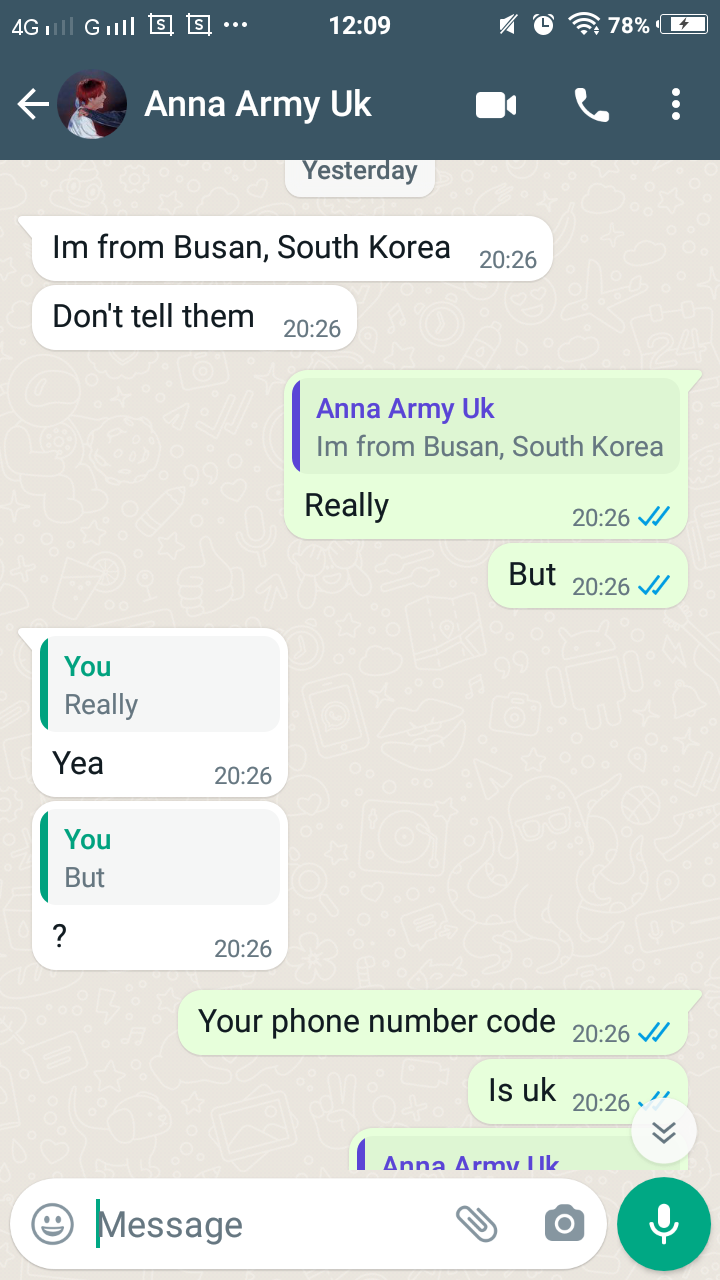 4G G S S 12:09 78%
Anna Army Uk
Yesterday
Im from Busan, South Korea 20:26
Don't tell them 20:26
Anna Army Uk
Im from Busan, South Korea
Really 20:26
But 20:26
You
Really
Yea 20:26
You
But
? 20:26
Your phone number code 20:26
Is uk 20:26
Anna Army Uk
Message